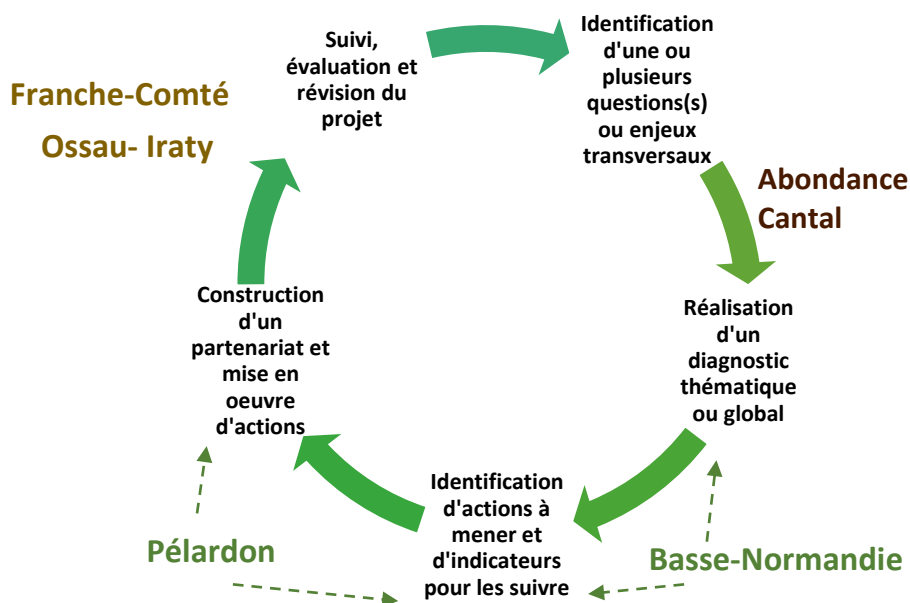 Suivi,
évaluation et
révision du
projet
Identification
d'une ou
plusieurs
questions(s)
ou enjeux
transversaux
Franche-Comté
Ossau- Iraty
Abondance
Cantal
Construction
d'un
partenariat et
mise en
oeuvre
d'actions
Réalisation
d'un
diagnostic
thématique
ou global
Identification
d'actions à
mener et
d'indicateurs
pour les suivre
Pélardon
Basse-Normandie